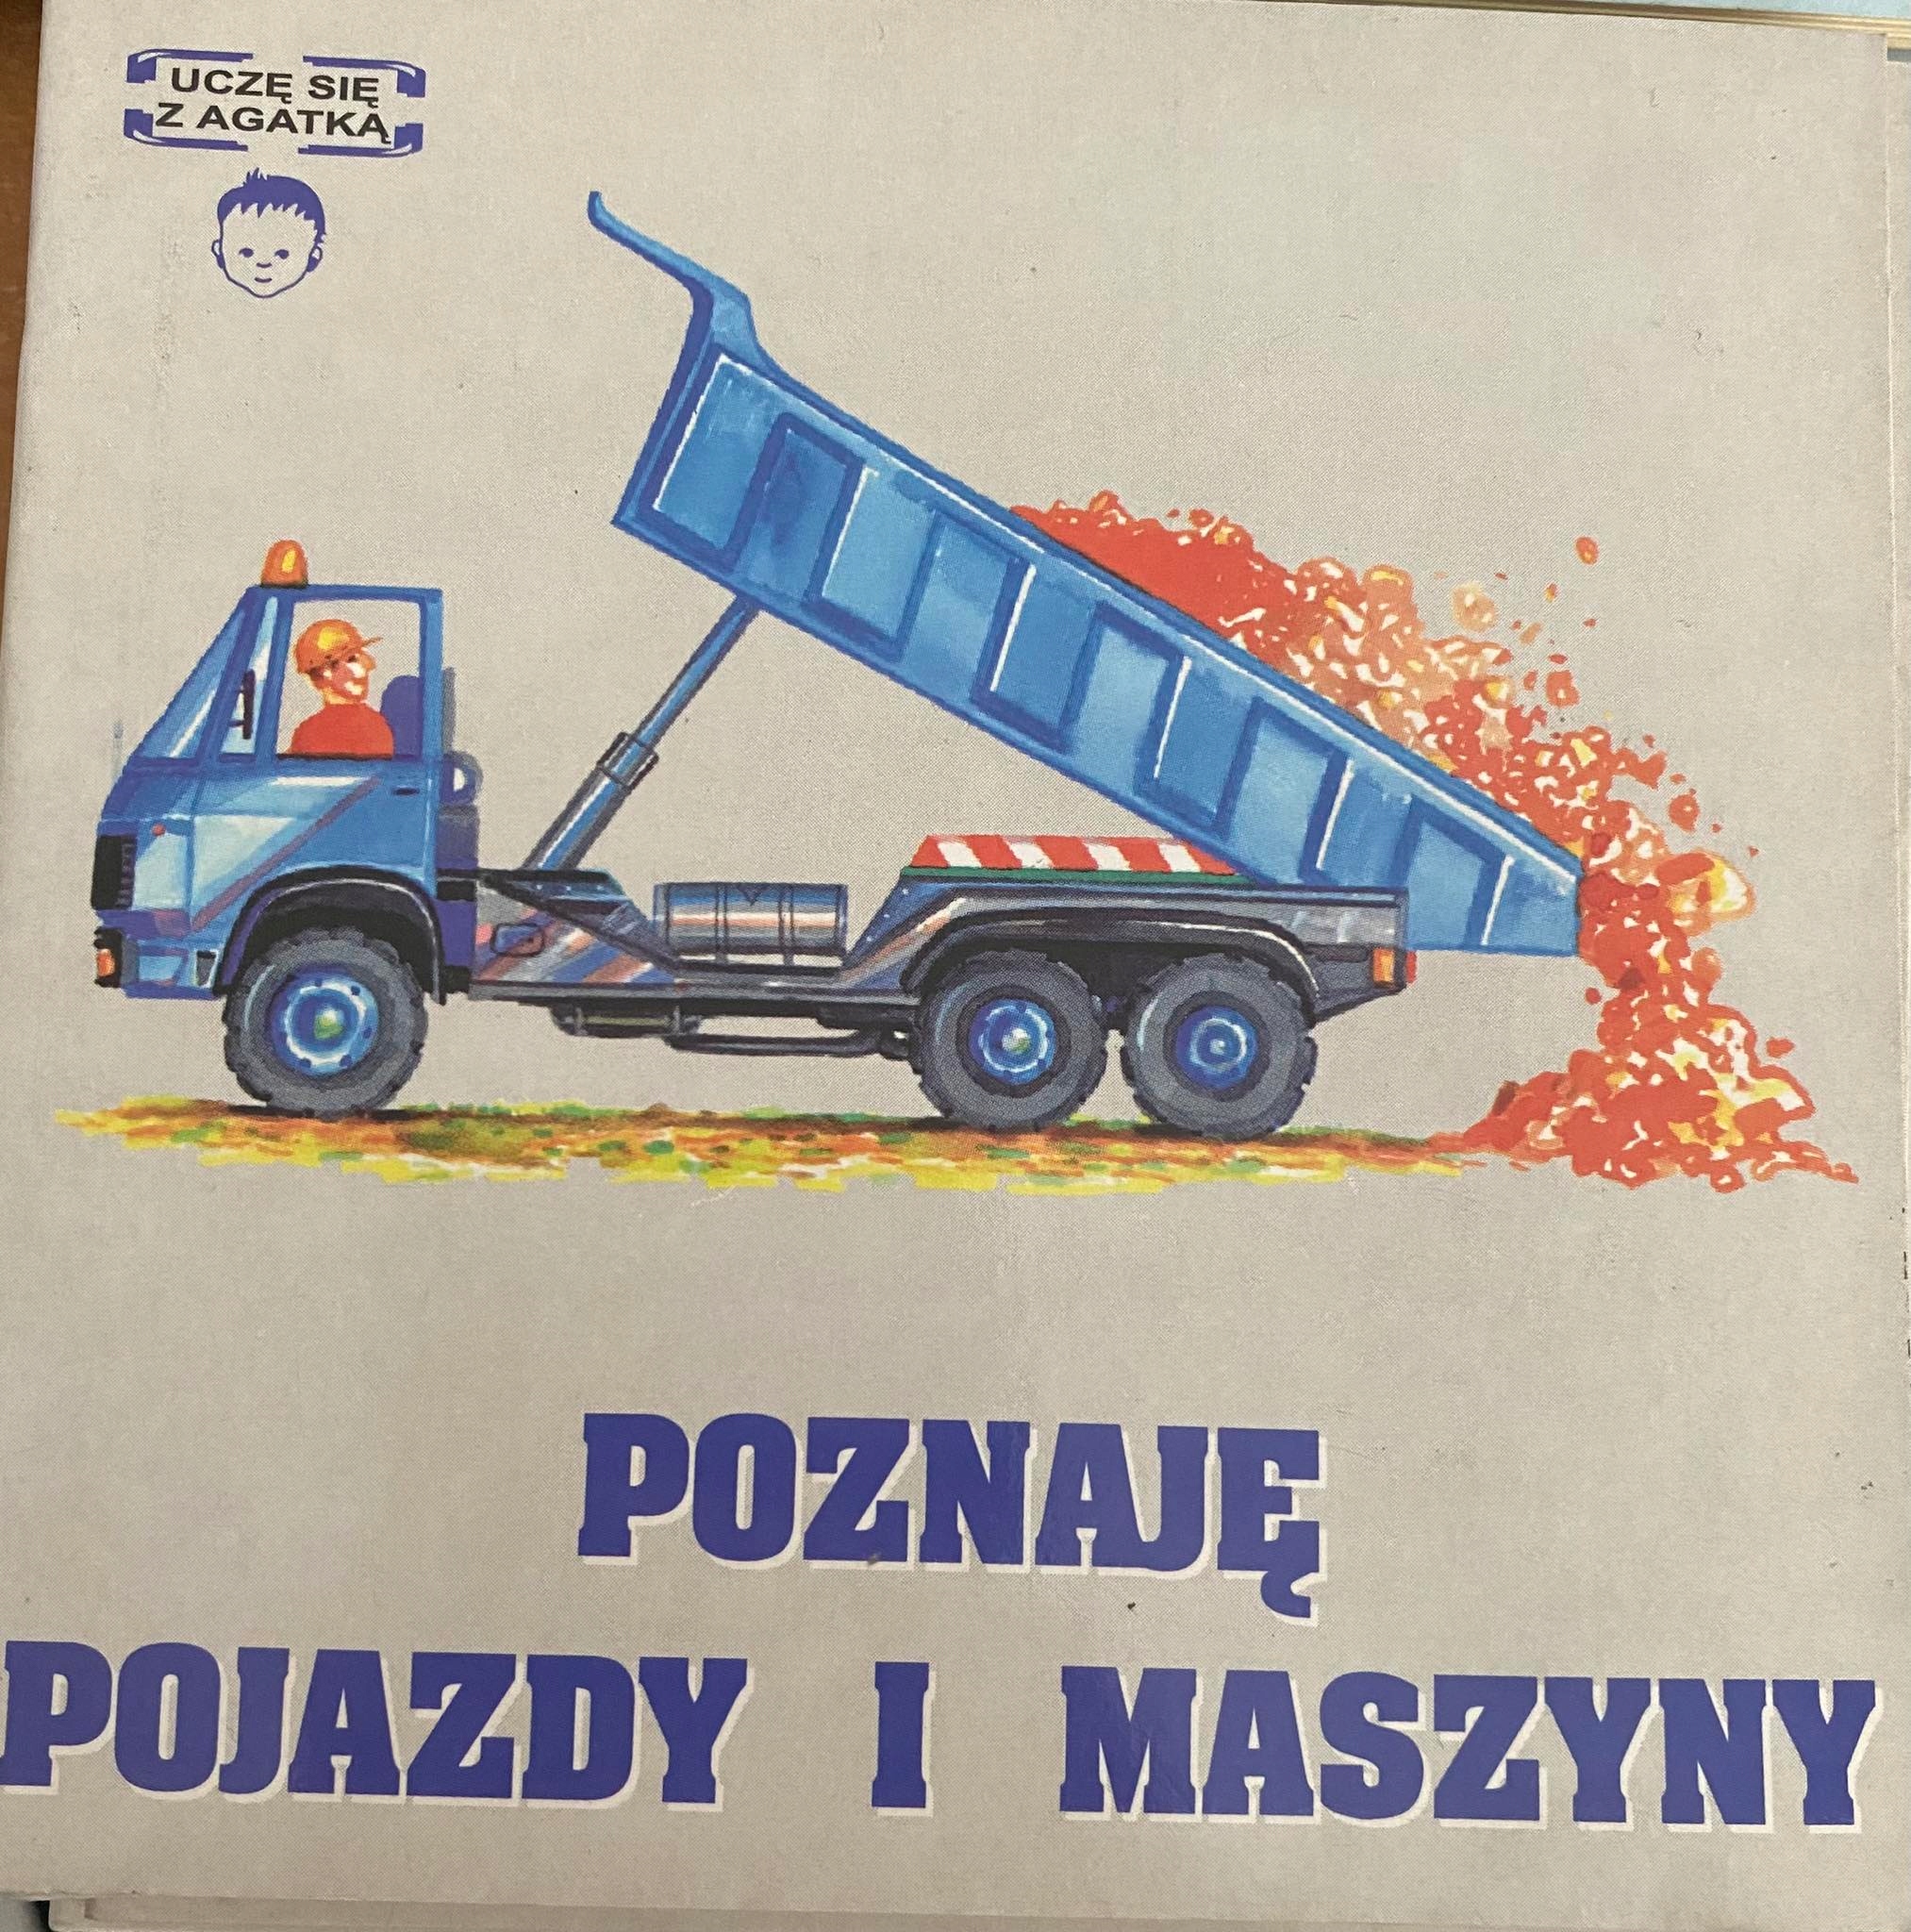 UCZĘ SIĘ
Z AGATKĄ
POZNAJĘ
POJAZDY I MASZYNY